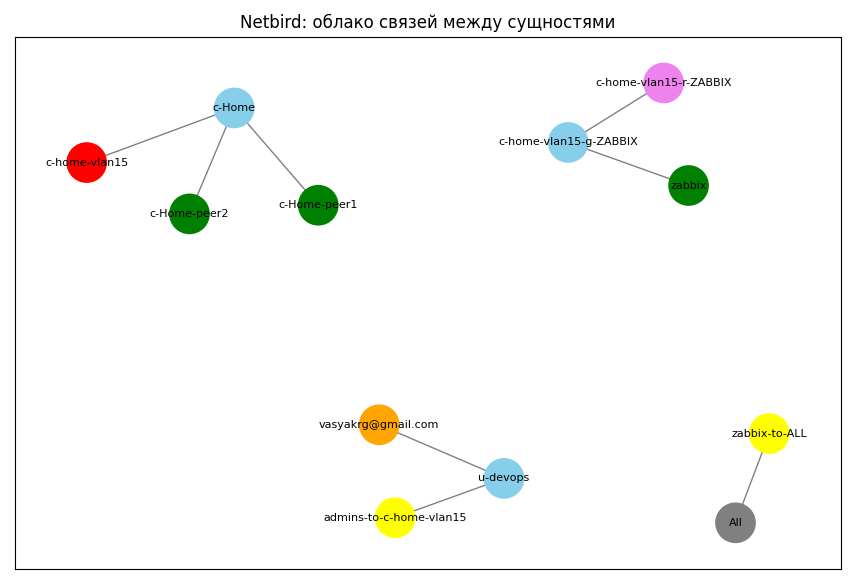 Netbird: облако связей между сущностями
c-home-vlan15-r-ZABBIX
c-Home
c-home-vlan15-g-ZABBIX
c-home-vlan15
zabbix
c-Home-peer1
c-Home-peer2
vasyakrg@gmail.com
zabbix-to-ALL
u-devops
admins-to-c-home-vlan15
All